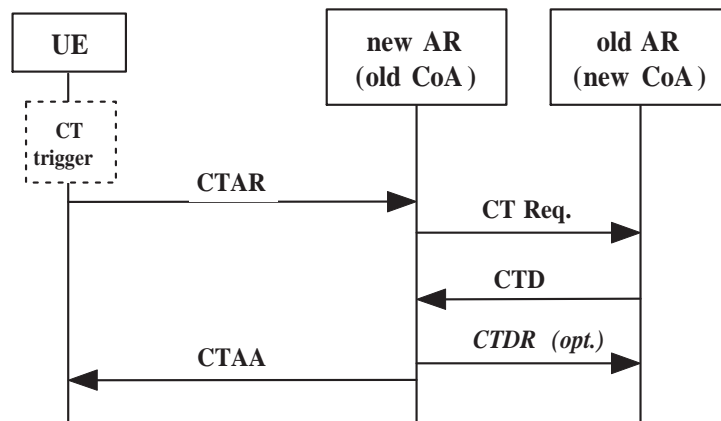 UE
new AR
(old CoA)
old AR
(new CoA)
CT
trigger
CTAR
CT Req.
CTD
CTDR (opt.)
CTAA